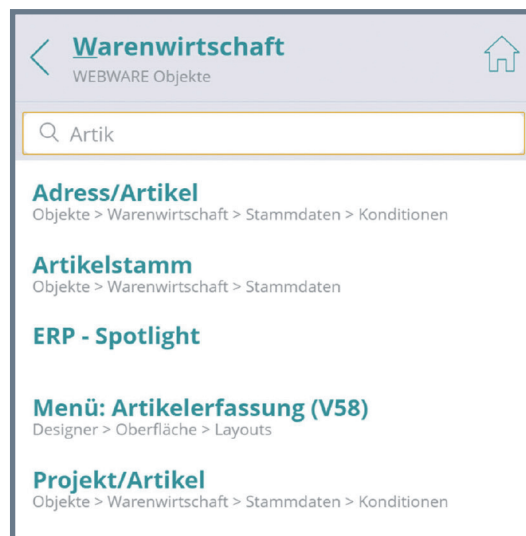 Warenwirtschaft
WEBWARE Objekte
Artik
Adress/Artikel
Objekte > Warenwirtschaft > Stammdaten > Konditionen
Artikelstamm
Objekte > Warenwirtschaft > Stammdaten
ERP - Spotlight
Menü: Artikelerfassung (V58)
Designer > Oberfläche > Layouts
Projekt/Artikel
Objekte > Warenwirtschaft > Stammdaten > Konditionen